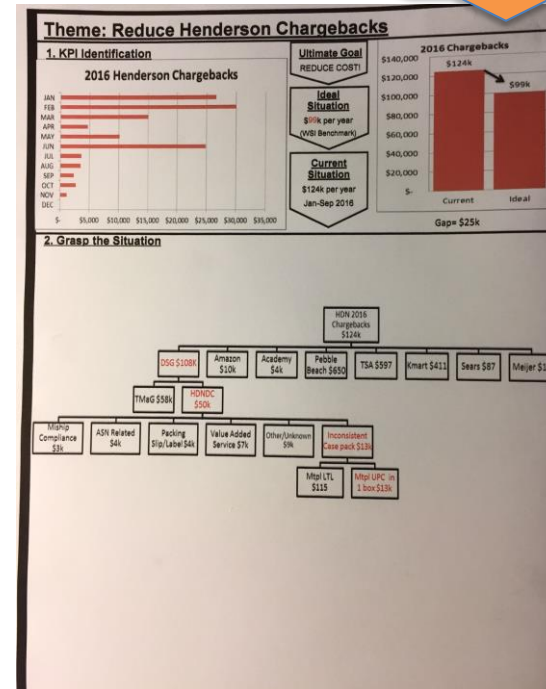 Theme: Reduce Henderson Chargebacks
1. KPI Identification
2016 Henderson Chargebacks
JAN
FEB
MAR
APR
MAY
JUN
JUL
AUG
SEP
OCT
NOV
DEC
$- $5,000 $10,000 $15,000 $20,000 $25,000 $30,000 $35,000
Ultimate Goal
REDUCE COST!
Ideal
Situation
$99k per year
(WSI Benchmark)
Current
Situation
$124k per year
Jan-Sep 2016
2016 Chargebacks
$140,000
$120,000
$100,000
$80,000
$60,000
$40,000
$20,000
$-
$124k
$99k
Current Ideal
Gap= $25k
2. Grasp the Situation
HDN 2016
Chargebacks
$124k
DSG $108K
Amazon
$10k
Academy
$4k
Pebble
Beach $650
TSA $597
Kmart $411
Sears $87
Meijer
TMaG $58k
HDNDC
$50k
Miship
Compliance
$3k
ASN Related
$4k
Packing
Slip/Label $4k
Value Added
Service $7k
Other/Unknown
$9k
Inconsistent
Case pack $13k
Mtpl LTL
$115
Mtpl UPC in
1 box $13k